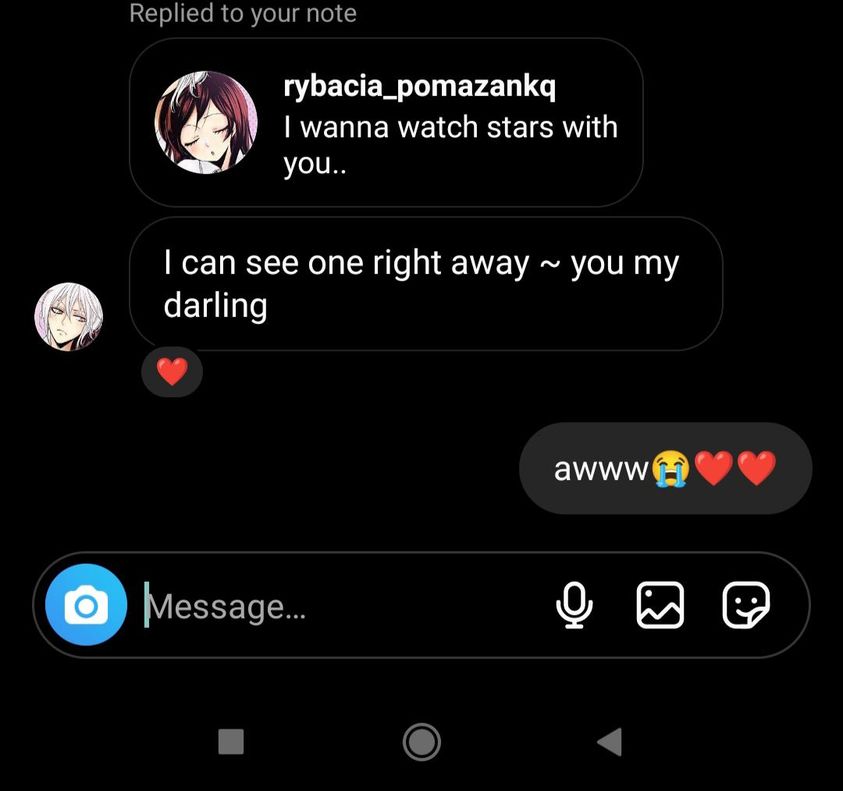 Replied to your note
rybacia_pomazankq
I wanna watch stars with
you..
I can see one right away ~ you my
darling
❤️
awww😭❤️❤️
Message...